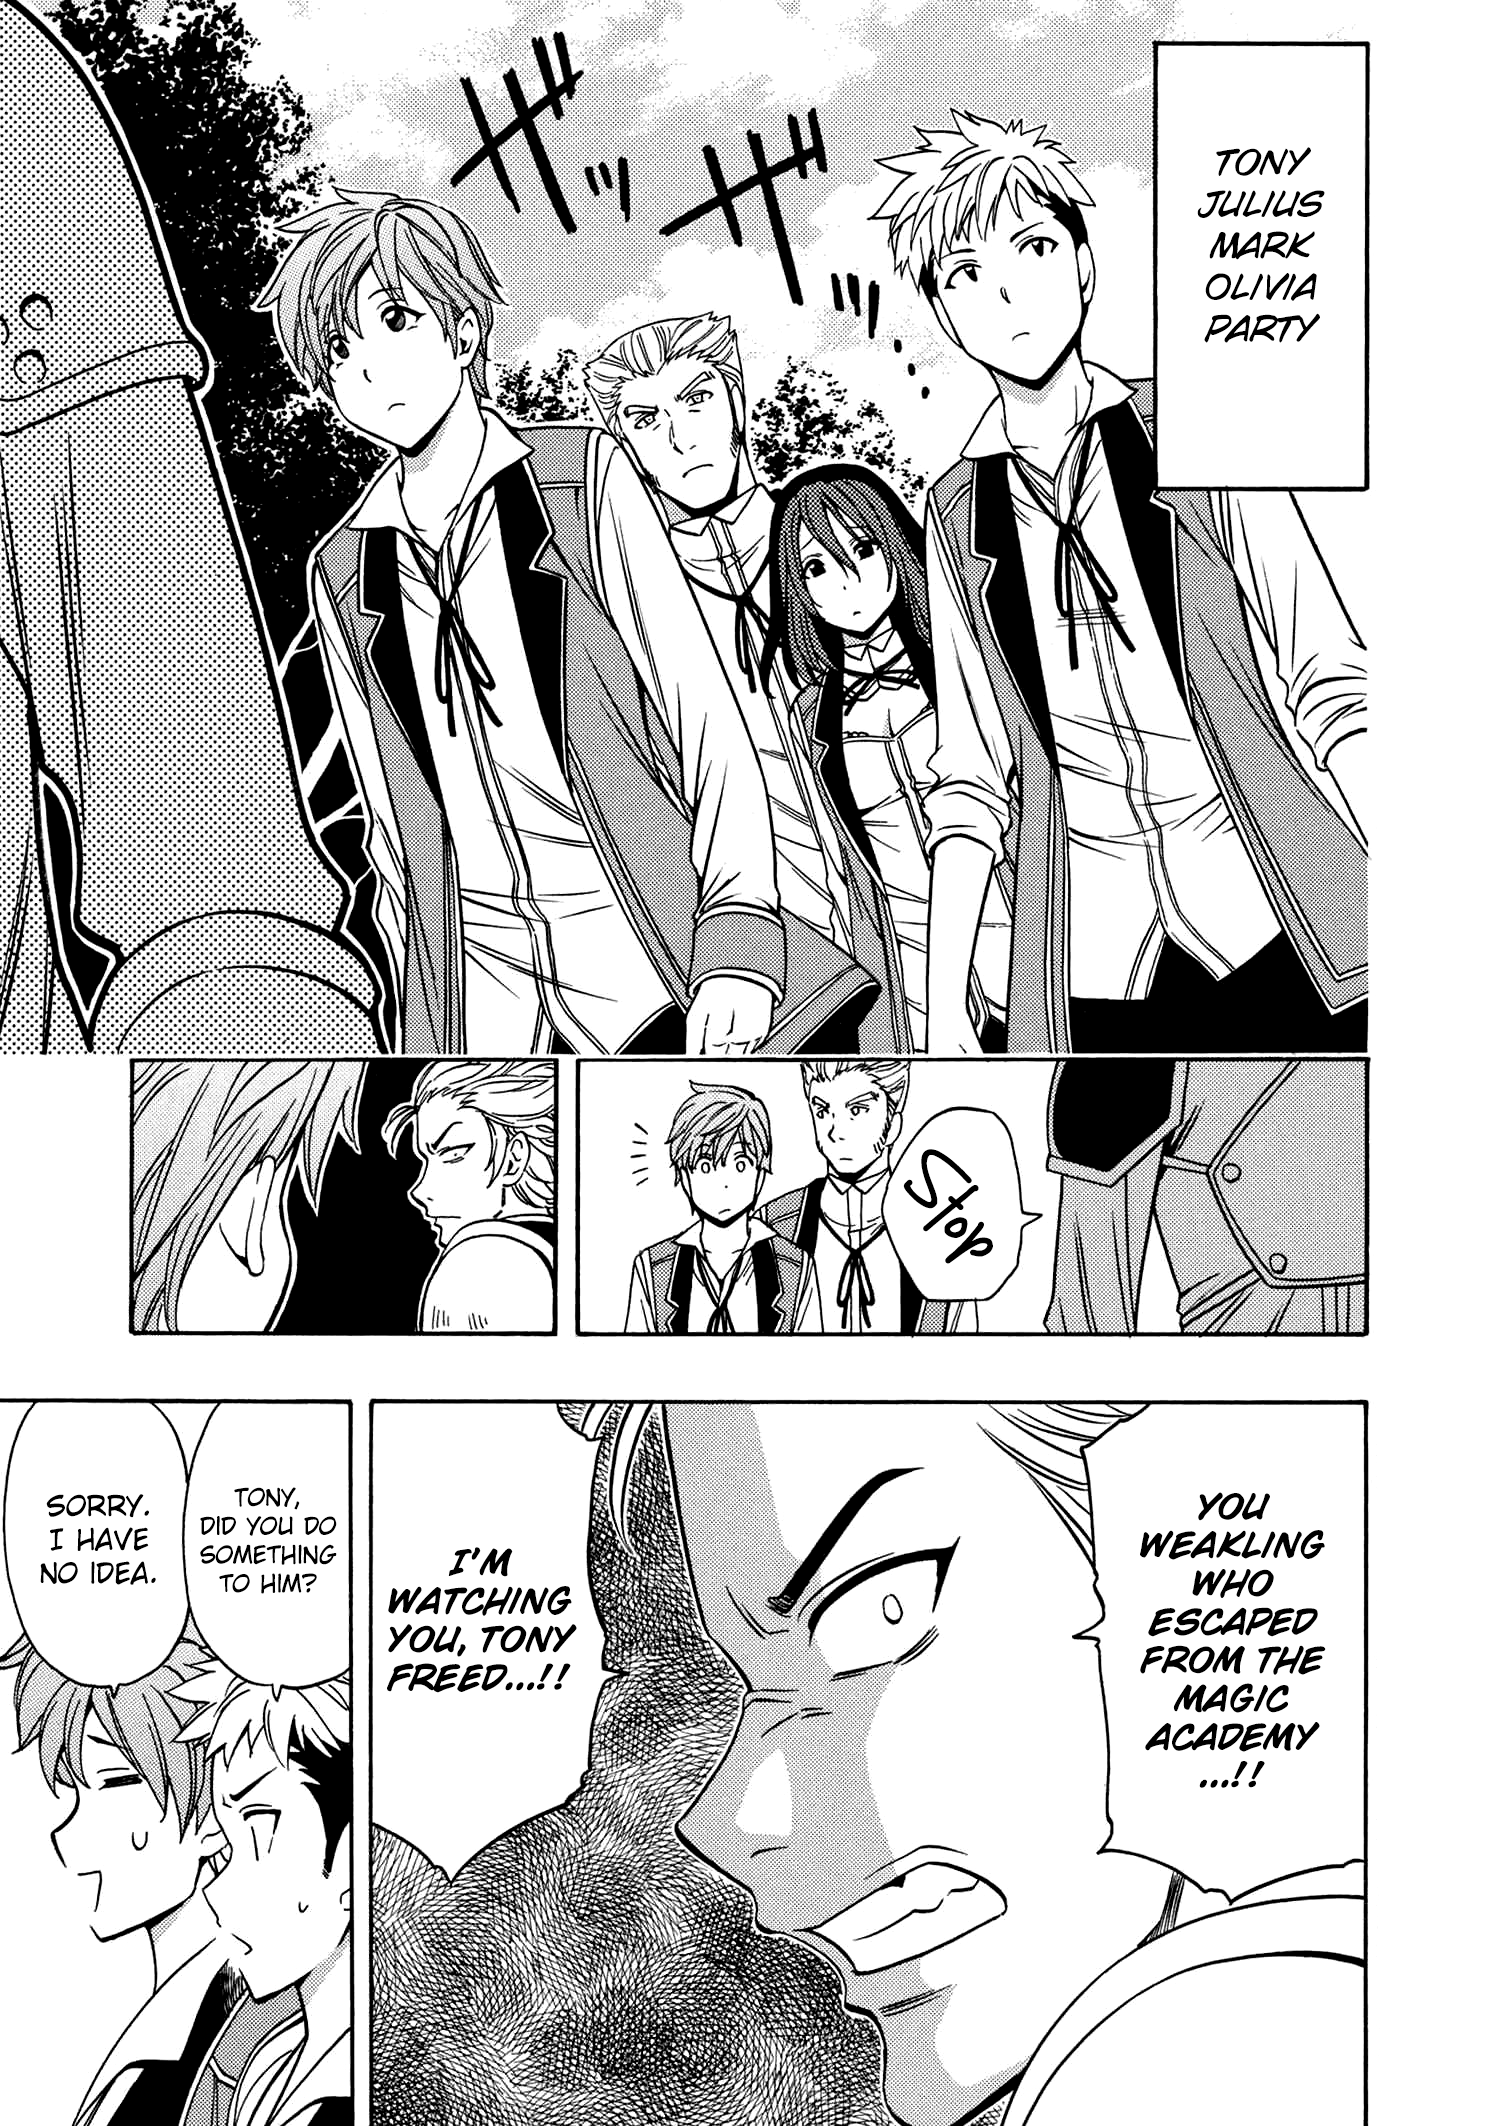 TONY
JULIUS
MARK
OLIVIA
PARTY
ザッ
ザッ
Stop
YOU
WEAKLING
WHO
ESCAPED
FROM THE
MAGIC
ACADEMY
...!!
I'M
WATCHING
YOU, TONY
FREED...!!
TONY,
DID YOU DO
SOMETHING
TO HIM?
SORRY.
I HAVE
NO IDEA.